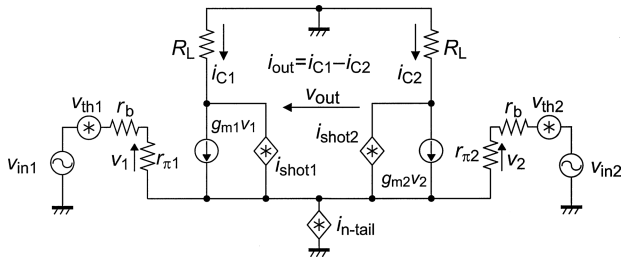 R_L
i_C1
i_out=i_C1−i_C2
i_C2
R_L
v_out
v_th1
r_b
g_m1v_1
i_shot2
r_b
v_th2
v_in1
v_1
r_π1
i_shot1
g_m2v_2
r_π2
v_2
v_in2
i_n-tail